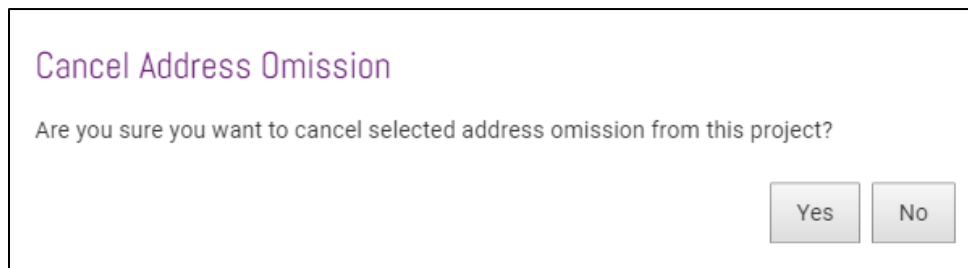 Cancel Address Omission
Are you sure you want to cancel selected address omission from this project?
Yes No